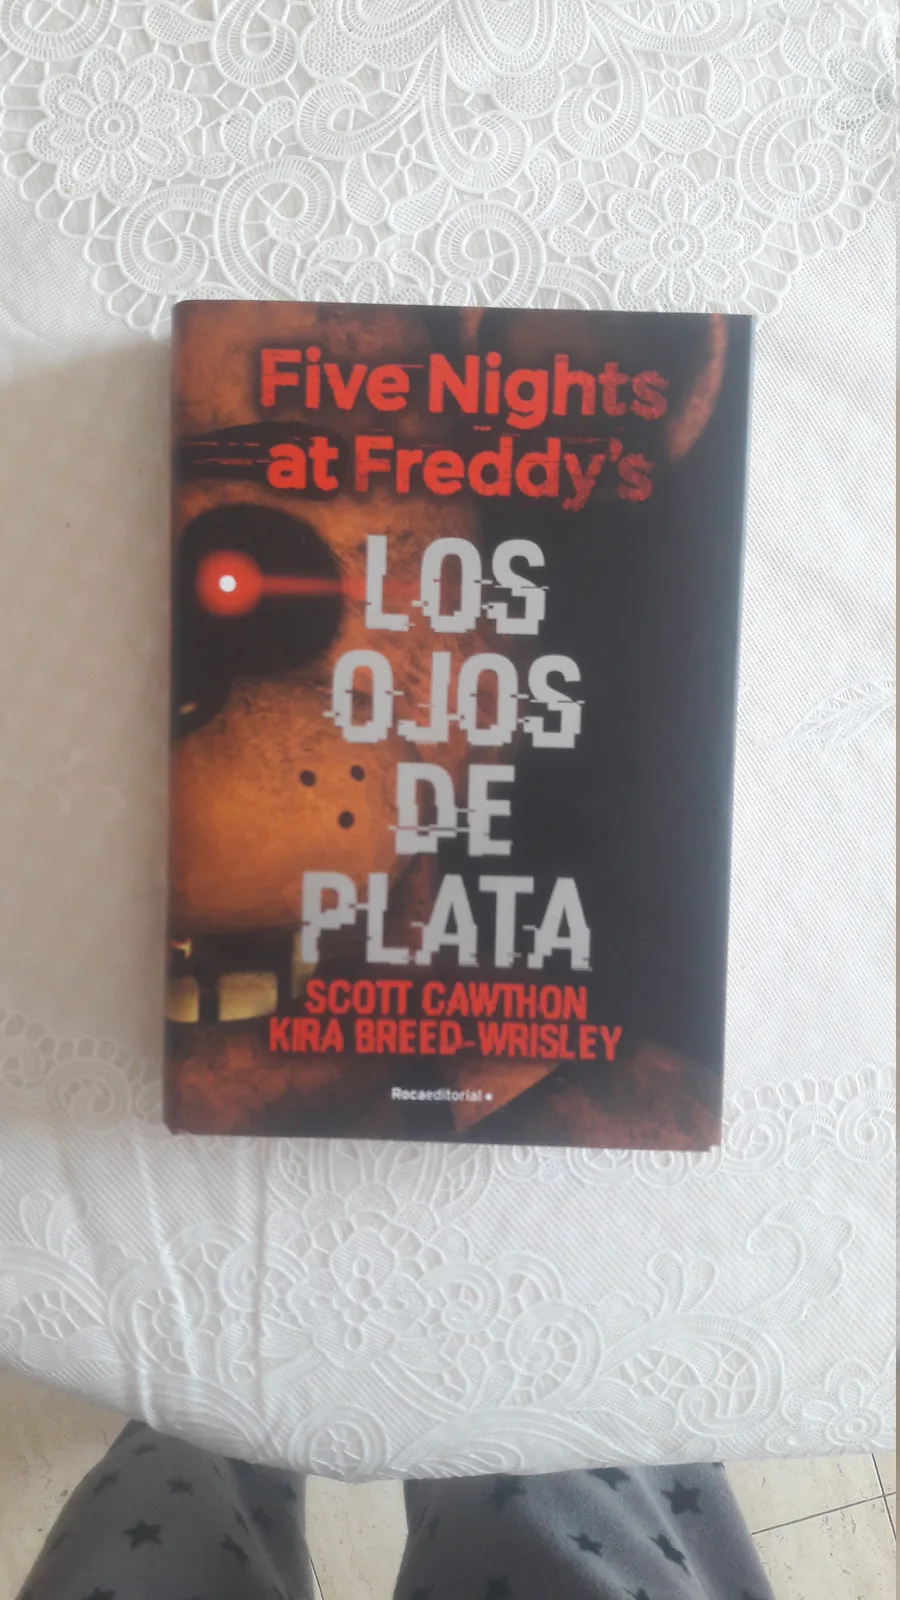 Five Nights
at Freddy's
LOS
OJOS
DE
PLATA
SCOTT CAWTHON
KIRA BREED-WRISLEY
Rocaeditorial